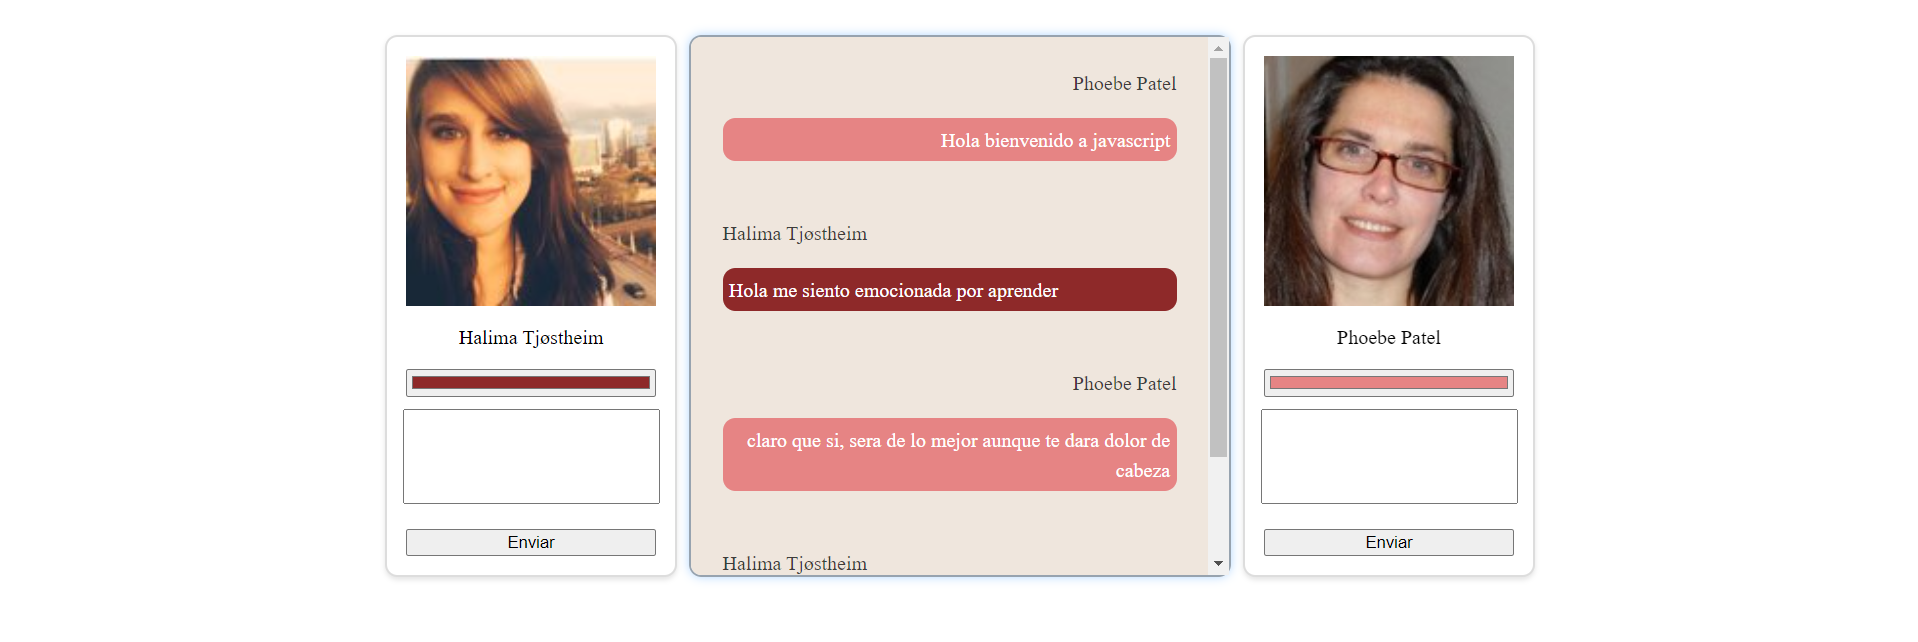 Halima Tjøstheim
Enviar
Phoebe Patel
Hola bienvenido a javascript
Halima Tjøstheim
Hola me siento emocionada por aprender
Phoebe Patel
claro que si, sera de lo mejor aunque te dara dolor de
cabeza
Halima Tjøstheim
Phoebe Patel
Enviar